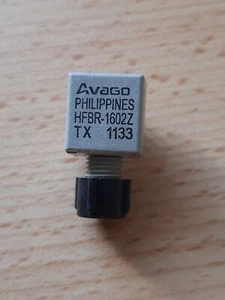 AVAGO
PHILIPPINES
HFBR-1602Z
TX 1133